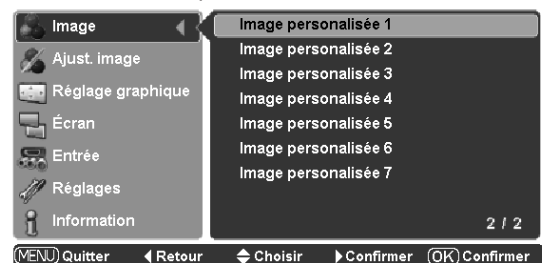 Image
Ajust. image
Réglage graphique
Écran
Entrée
Réglages
Information
Image personalisée 1
Image personalisée 2
Image personalisée 3
Image personalisée 4
Image personalisée 5
Image personalisée 6
Image personalisée 7
2 / 2
MENU Quitter Retour Choisir Confirmer OK Confirmer